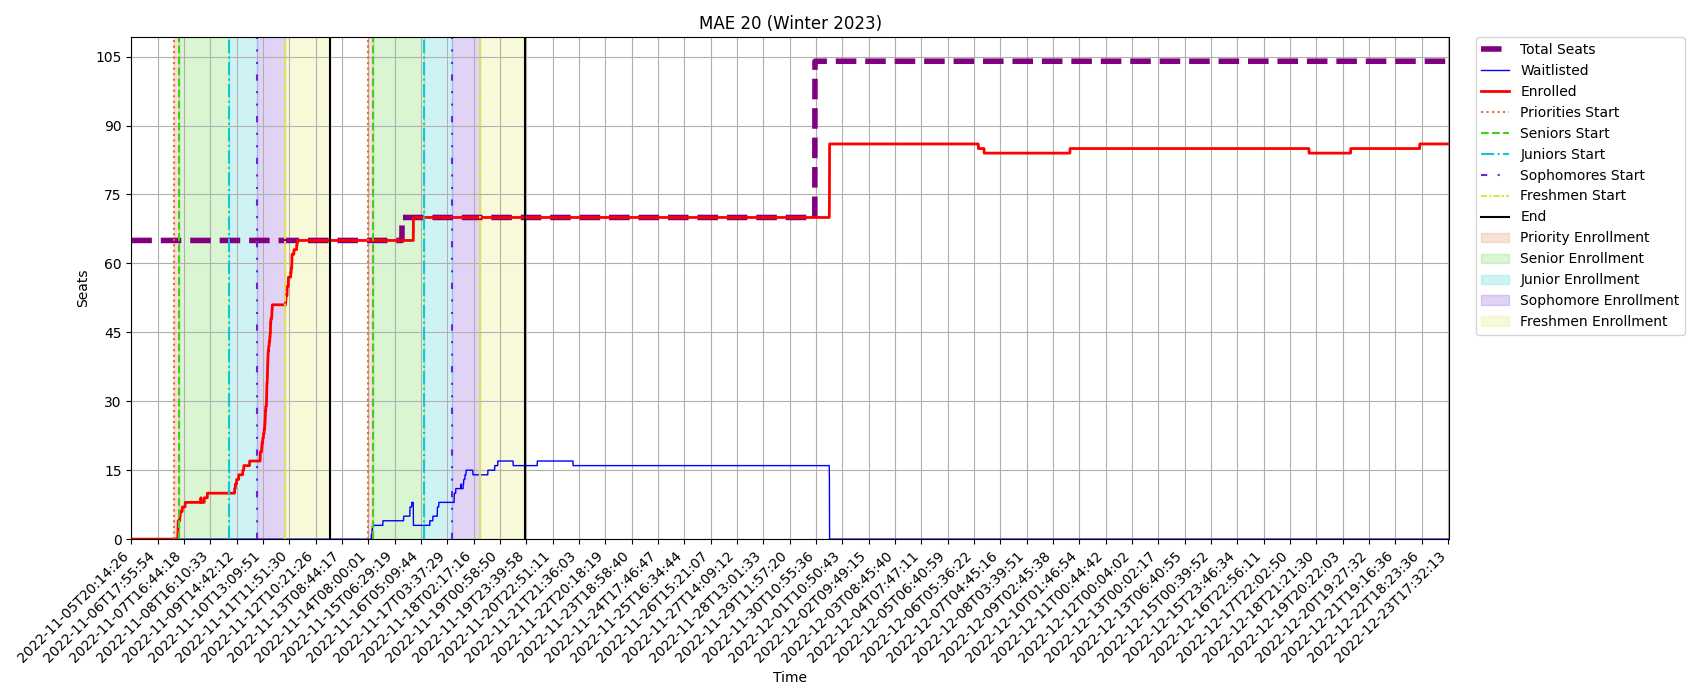 MAE 20 (Winter 2023)
Seats
105
90
75
60
45
30
15
0
2022-11-05T20:14:26
2022-11-06T17:55:54
2022-11-07T16:44:18
2022-11-08T16:10:33
2022-11-09T14:42:12
2022-11-10T13:09:51
2022-11-11T11:51:30
2022-11-12T10:21:26
2022-11-13T08:44:17
2022-11-14T08:00:01
2022-11-15T06:29:19
2022-11-16T05:09:44
2022-11-17T03:37:29
2022-11-18T02:17:16
2022-11-19T00:58:50
2022-11-19T23:39:58
2022-11-20T22:51:11
2022-11-21T21:36:03
2022-11-22T20:18:19
2022-11-23T18:58:40
2022-11-24T17:46:47
2022-11-25T16:34:44
2022-11-26T15:21:07
2022-11-27T14:09:12
2022-11-28T13:01:33
2022-11-29T11:57:20
2022-11-30T10:55:36
2022-12-01T10:50:43
2022-12-02T09:49:15
2022-12-03T08:45:40
2022-12-04T07:47:11
2022-12-05T06:40:59
2022-12-06T05:36:22
2022-12-07T04:45:16
2022-12-08T03:39:51
2022-12-09T02:45:38
2022-12-10T01:46:54
2022-12-11T00:44:42
2022-12-12T00:04:02
2022-12-13T00:02:17
2022-12-13T06:40:55
2022-12-15T00:39:52
2022-12-15T23:46:34
2022-12-16T22:56:11
2022-12-17T22:02:50
2022-12-18T21:21:30
2022-12-19T20:22:03
2022-12-20T19:27:32
2022-12-21T19:16:36
2022-12-22T18:23:36
2022-12-23T17:32:13
Time
Total Seats
Waitlisted
Enrolled
Priorities Start
Seniors Start
Juniors Start
Sophomores Start
Freshmen Start
End
Priority Enrollment
Senior Enrollment
Junior Enrollment
Sophomore Enrollment
Freshmen Enrollment